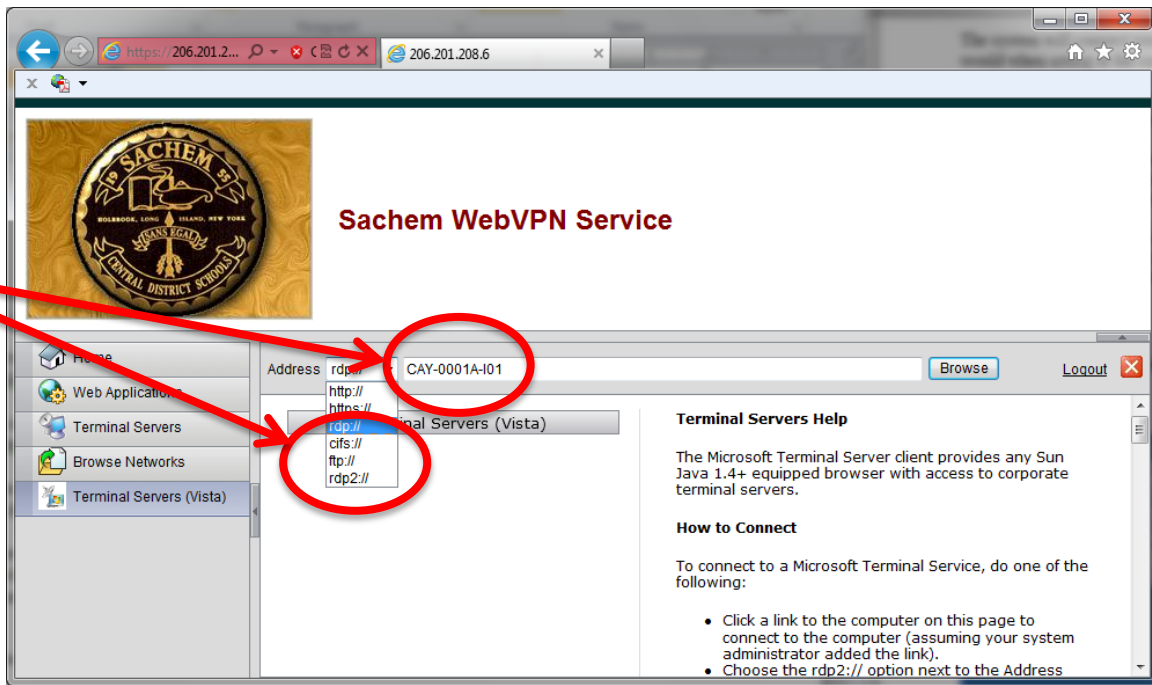 https://206.201.2...
206.201.208.6
SACHEM
19 55
HOLBROOK, LONG ISLAND, NEW YORK
SANS EGAL
CENTRAL DISTRICT SCHOOLS
Sachem WebVPN Service
Home
Web Applications
Terminal Servers
Browse Networks
Terminal Servers (Vista)
Address rdp:// CAY-0001A-I01 Browse Logout
http://
https://
rdp://
cifs://
ftp://
rdp2://
Terminal Servers (Vista)
Terminal Servers Help
The Microsoft Terminal Server client provides any Sun
Java 1.4+ equipped browser with access to corporate
terminal servers.
How to Connect
To connect to a Microsoft Terminal Service, do one of the
following:
• Click a link to the computer on this page to
connect to the computer (assuming your system
administrator added the link).
• Choose the rdp2:// option next to the Address